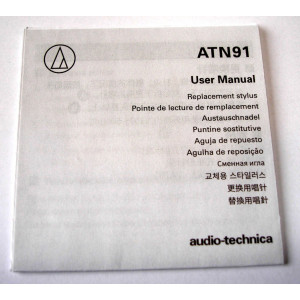 ATN91
User Manual
Replacement stylus
Pointe de lecture de remplacement
Austauschnadel
Puntine sostitutive
Aguja de repuesto
Agulha de reposição
Сменная игла
교체용 스타일러스
更换用唱针
替換用唱針
audio-technica